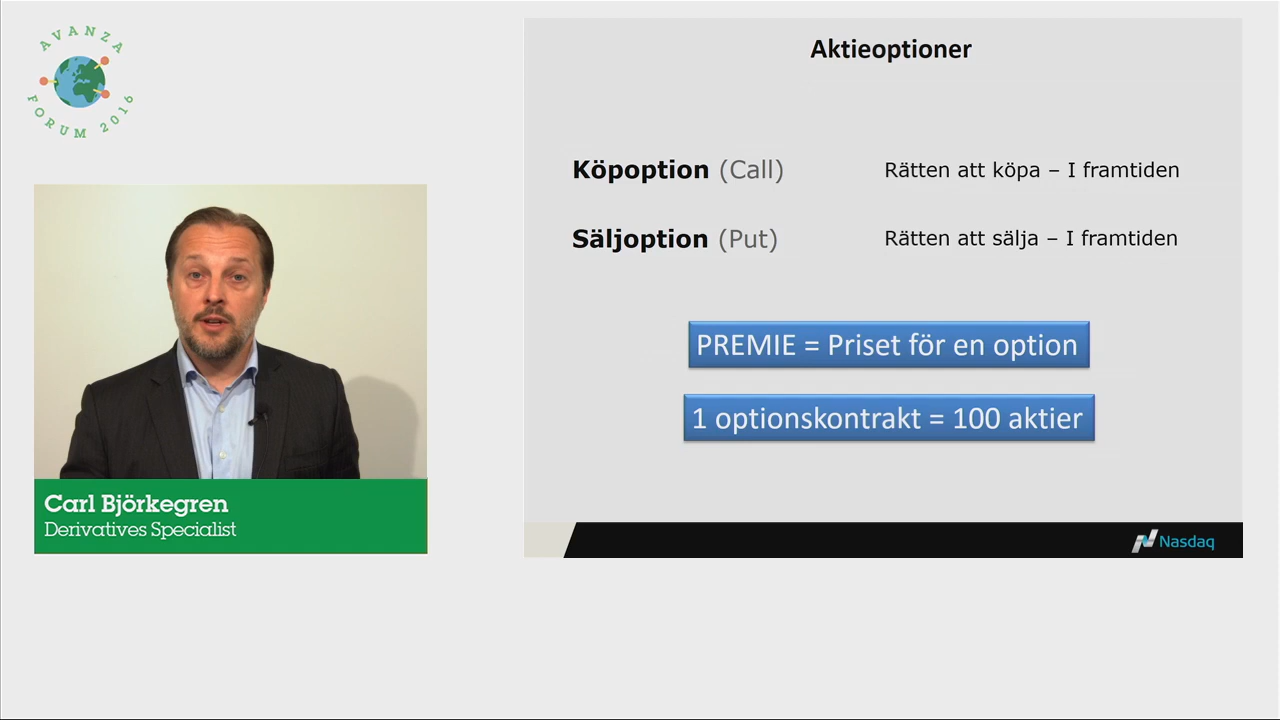 AVANZA
FORUM 2016
Aktieoptioner
Köpoption (Call)
Rätten att köpa – I framtiden
Säljoption (Put)
Rätten att sälja – I framtiden
PREMIE = Priset för en option
1 optionskontrakt = 100 aktier
Carl Björkegren
Derivatives Specialist
Nasdaq